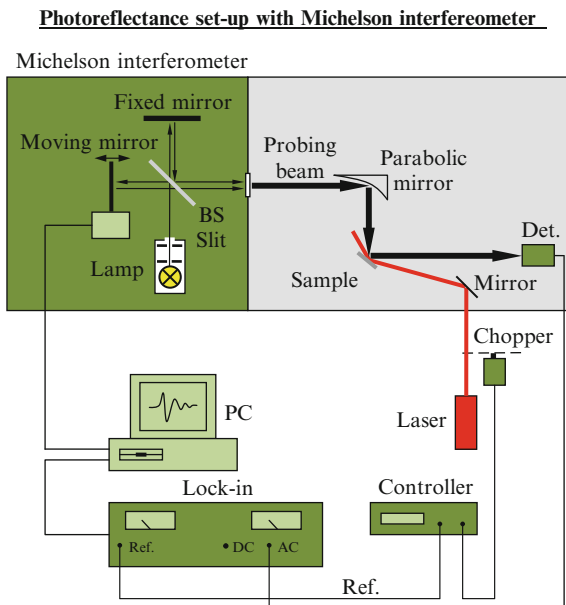 Photoreflectance set-up with Michelson interfereometer
Michelson interferometer
Fixed mirror
Moving mirror
Probing
beam
Parabolic
mirror
BS
Slit
Lamp
Det.
Sample
Mirror
Chopper
PC
Laser
Lock-in
Controller
Ref.
DC
AC
Ref.